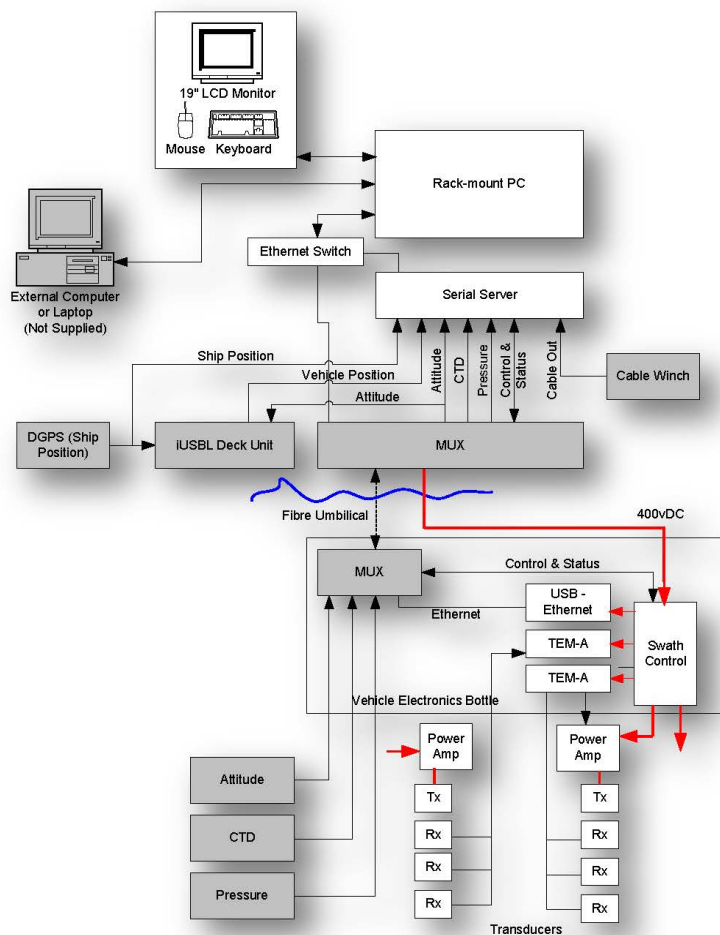 19" LCD Monitor
Mouse
Keyboard
Rack-mount PC
External Computer
or Laptop
(Not Supplied)
Ethernet Switch
Serial Server
Ship Position
Vehicle Position
Attitude
Attitude
CTD
Pressure
Control &
Status
Cable Out
Cable Winch
DGPS (Ship
Position)
iUSBL Deck Unit
MUX
Fibre Umbilical
400vDC
MUX
Control & Status
Ethernet
USB -
Ethernet
TEM-A
TEM-A
Swath
Control
Vehicle Electronics Bottle
Power
Amp
Power
Amp
Attitude
CTD
Pressure
Tx
Rx
Rx
Rx
Tx
Rx
Rx
Rx
Transducers